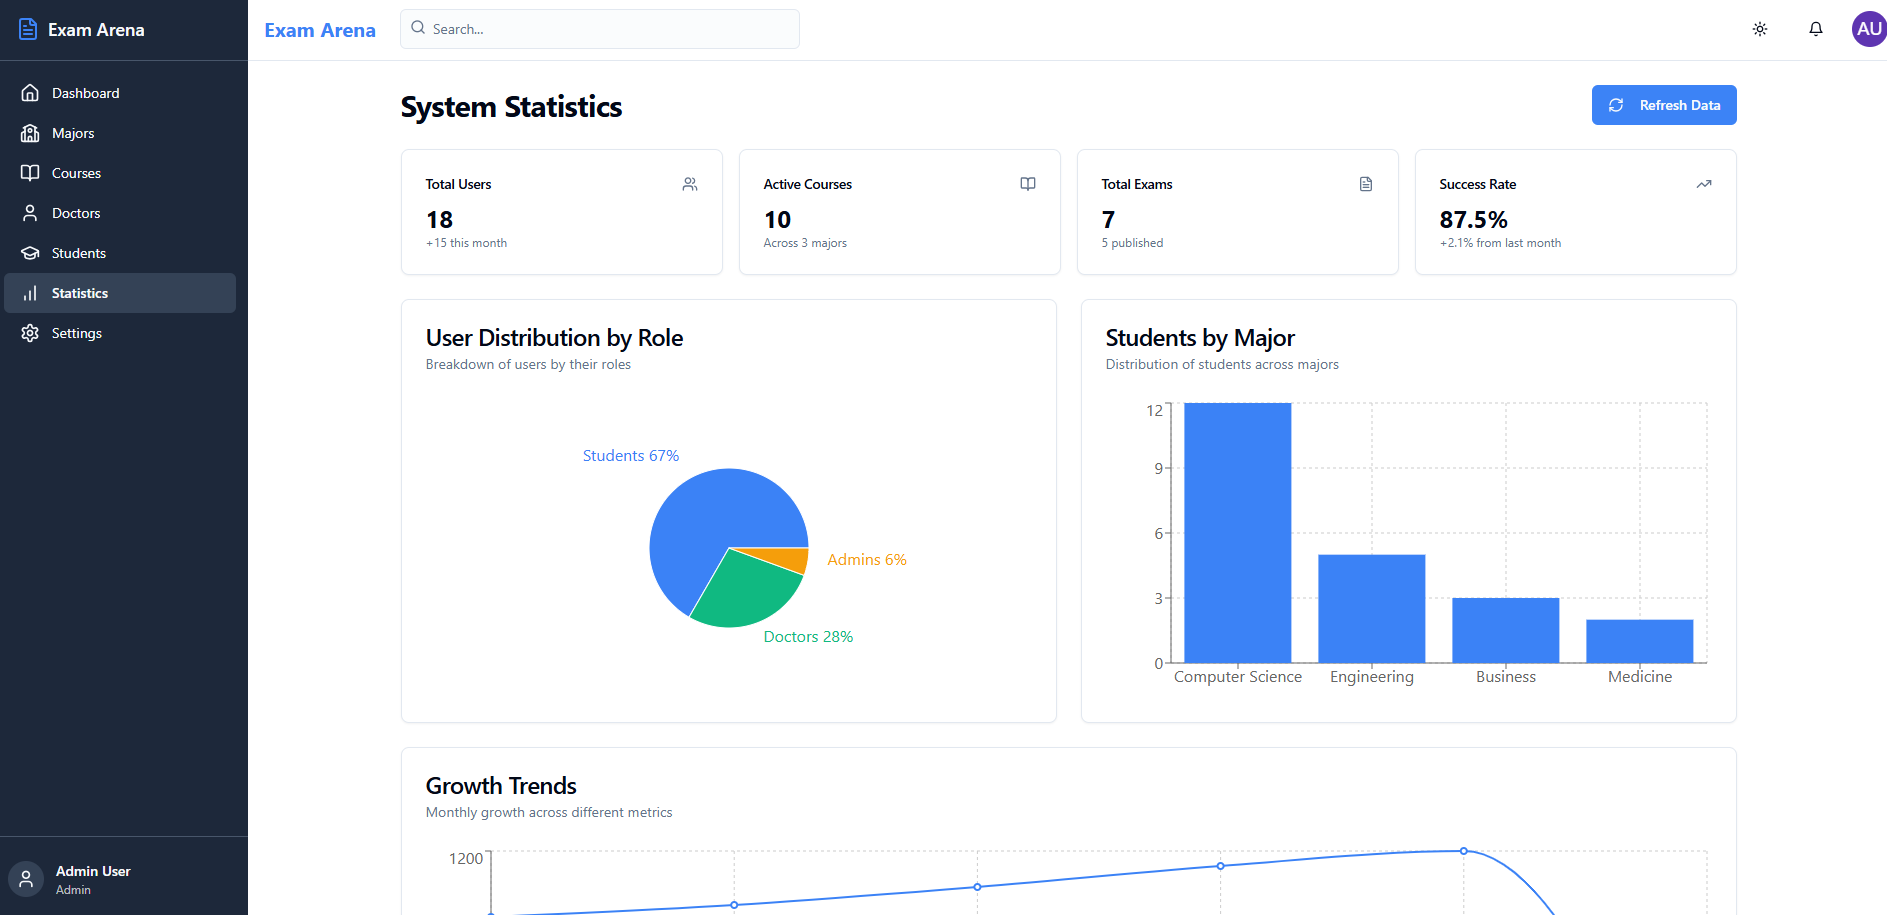 Exam Arena
Dashboard
Majors
Courses
Doctors
Students
Statistics
Settings
Admin User
Admin
Exam Arena
Search...
AU
System Statistics
Refresh Data
Total Users
18
+15 this month
Active Courses
10
Across 3 majors
Total Exams
7
5 published
Success Rate
87.5%
+2.1% from last month
User Distribution by Role
Breakdown of users by their roles
Students 67%
Admins 6%
Doctors 28%
Students by Major
Distribution of students across majors
12
9
6
3
0
Computer Science Engineering Business Medicine
Growth Trends
Monthly growth across different metrics
1200